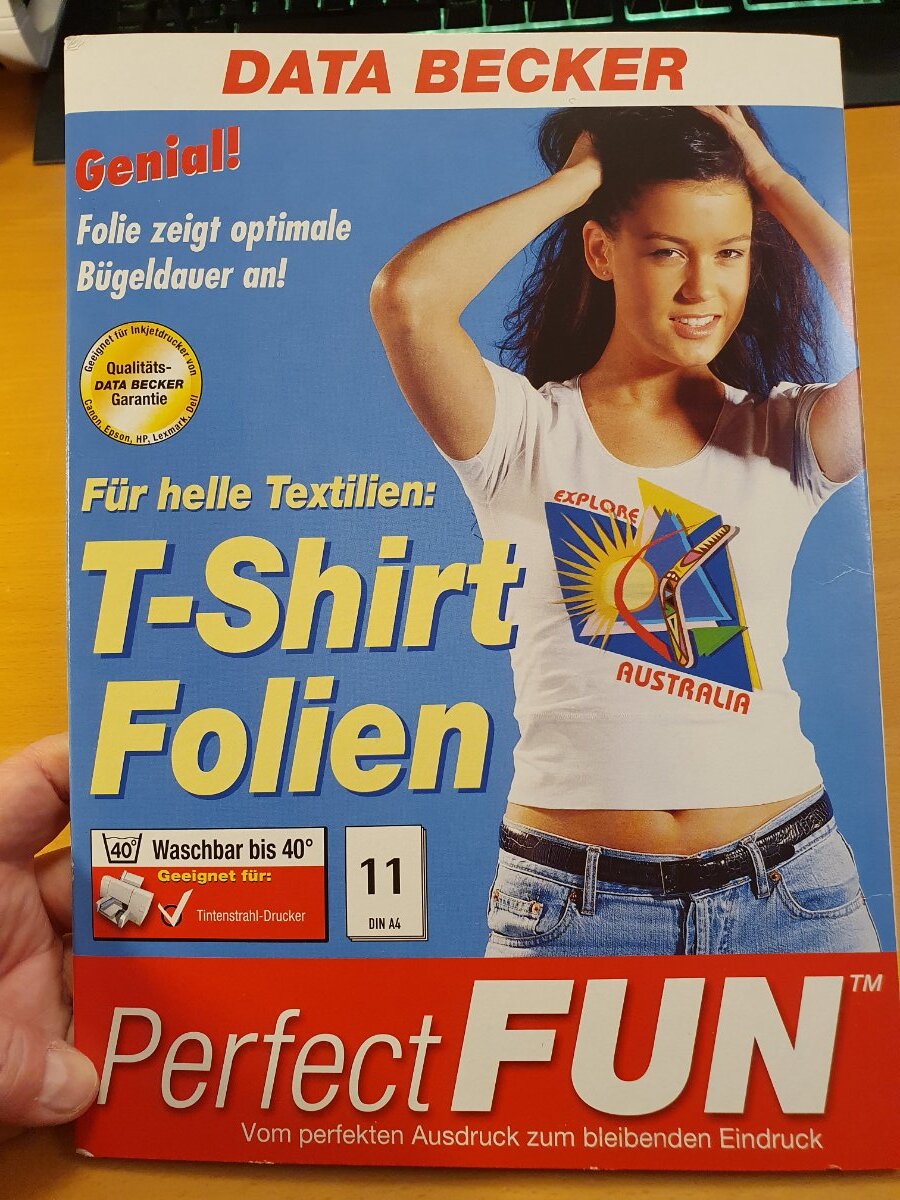 DATA BECKER
Genial!
Folie zeigt optimale
Bügeldauer an!
Geeignet für Inkjetdrucker von
Qualitäts-
DATA BECKER
Garantie
Canon, Epson, HP, Lexmark, Dell
Für helle Textilien:
T-Shirt
Folien
EXPLORE
AUSTRALIA
40° Waschbar bis 40°
Geeignet für:
Tintenstrahl-Drucker
11
DIN A4
Perfect FUN™
Vom perfekten Ausdruck zum bleibenden Eindruck